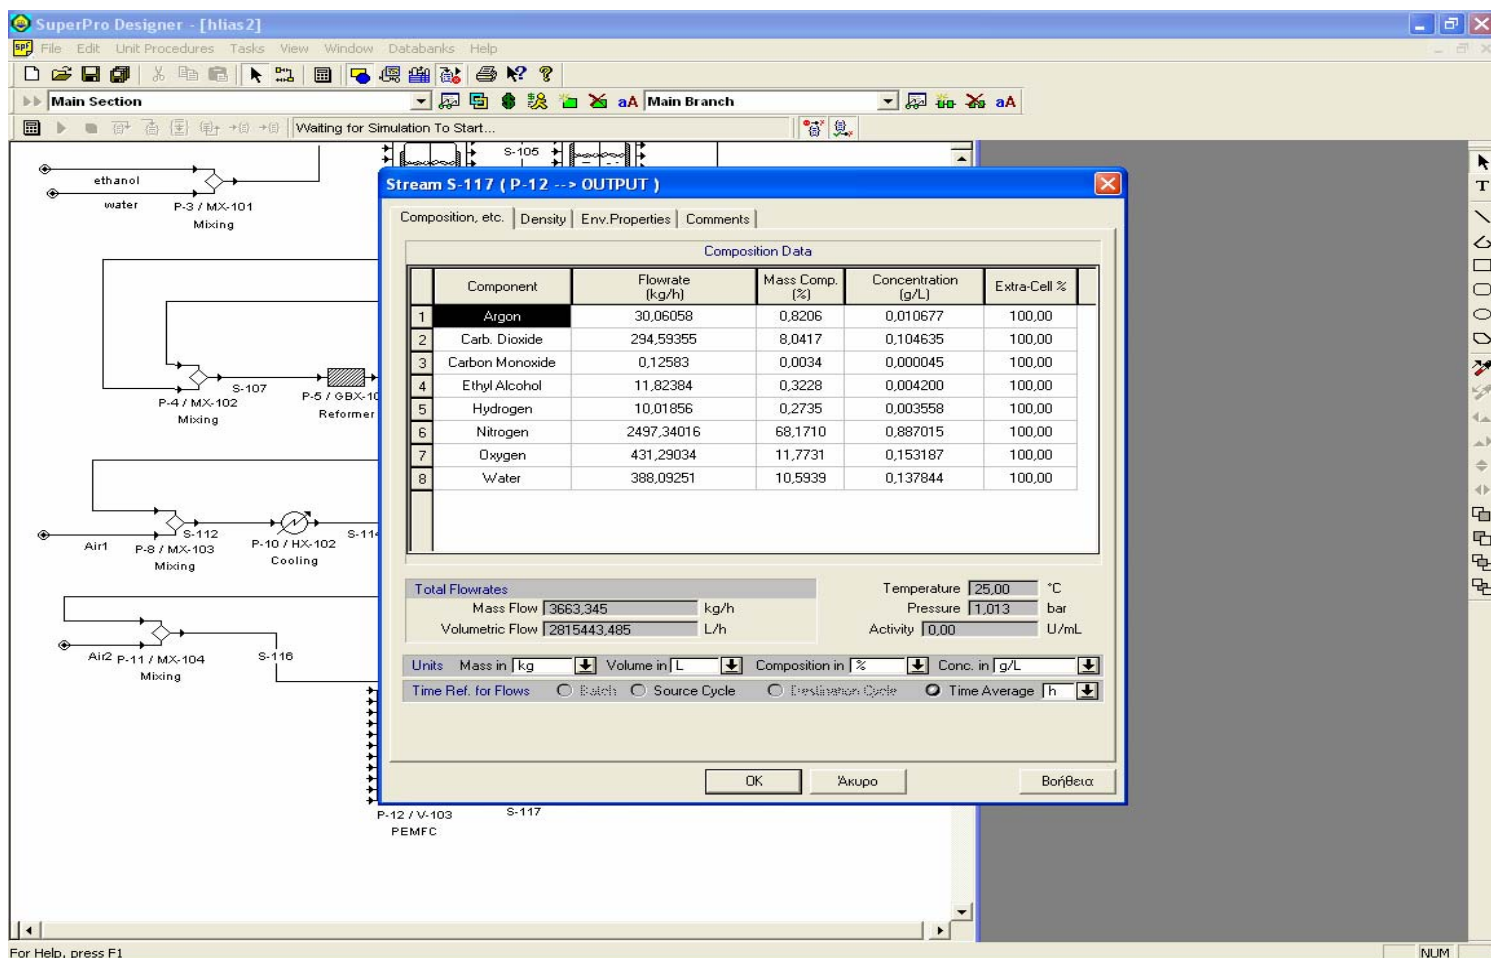 SuperPro Designer - [hlias2]
File Edit Unit Procedures Tasks View Window Databanks Help
Main Section
aA Main Branch aA
Waiting for Simulation To Start...
S-105
ethanol
water P-3 / MX-101
Mixing
S-107
P-4 / MX-102
Mixing
P-5 / GBX-10
Reformer
Air1 S-112
P-8 / MX-103
Mixing
P-10 / HX-102
Cooling
S-114
Air2 P-11 / MX-104
Mixing
S-116
P-12 / V-103
PEMFC
S-117
Stream S-117 ( P-12 --> OUTPUT )
Composition, etc. Density Env.Properties Comments
Composition Data
Component Flowrate (kg/h) Mass Comp. (%) Concentration (g/L) Extra-Cell %
1 Argon 30,06058 0,8206 0,010677 100,00
2 Carb. Dioxide 294,59355 8,0417 0,104635 100,00
3 Carbon Monoxide 0,12583 0,0034 0,000045 100,00
4 Ethyl Alcohol 11,82384 0,3228 0,004200 100,00
5 Hydrogen 10,01856 0,2735 0,003558 100,00
6 Nitrogen 2497,34016 68,1710 0,887015 100,00
7 Oxygen 431,29034 11,7731 0,153187 100,00
8 Water 388,09251 10,5939 0,137844 100,00
Total Flowrates
Mass Flow 3663,345 kg/h
Volumetric Flow 2815443,485 L/h
Temperature 25,00 °C
Pressure 1,013 bar
Activity 0,00 U/mL
Units Mass in kg Volume in L Composition in % Conc. in g/L
Time Ref. for Flows Batch Source Cycle Destination Cycle Time Average h
OK Άκυρο Βοήθεια
For Help, press F1
NUM